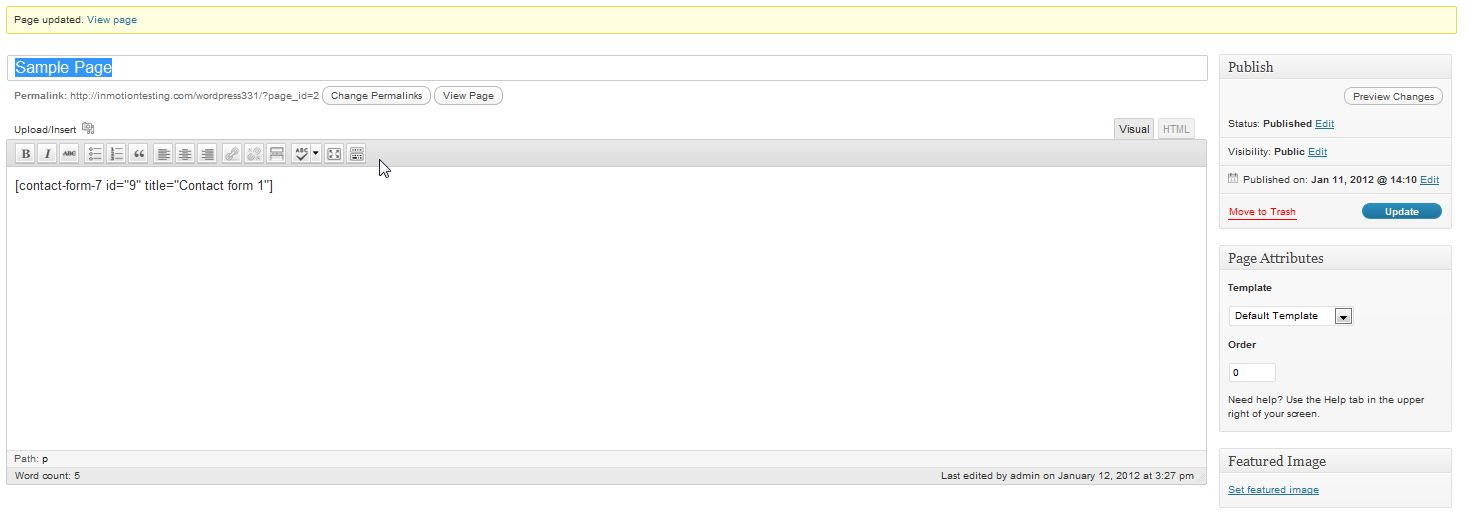 Page updated. View page
Sample Page
Permalink: http://inmotiontesting.com/wordpress331/?page_id=2 Change Permalinks View Page
Upload/Insert
Visual HTML
B I ABC ABC
[contact-form-7 id="9" title="Contact form 1"]
Path: p
Word count: 5 Last edited by admin on January 12, 2012 at 3:27 pm
Publish
Preview Changes
Status: Published Edit
Visibility: Public Edit
Published on: Jan 11, 2012 @ 14:10 Edit
Move to Trash Update
Page Attributes
Template
Default Template
Order
0
Need help? Use the Help tab in the upper
right of your screen.
Featured Image
Set featured image